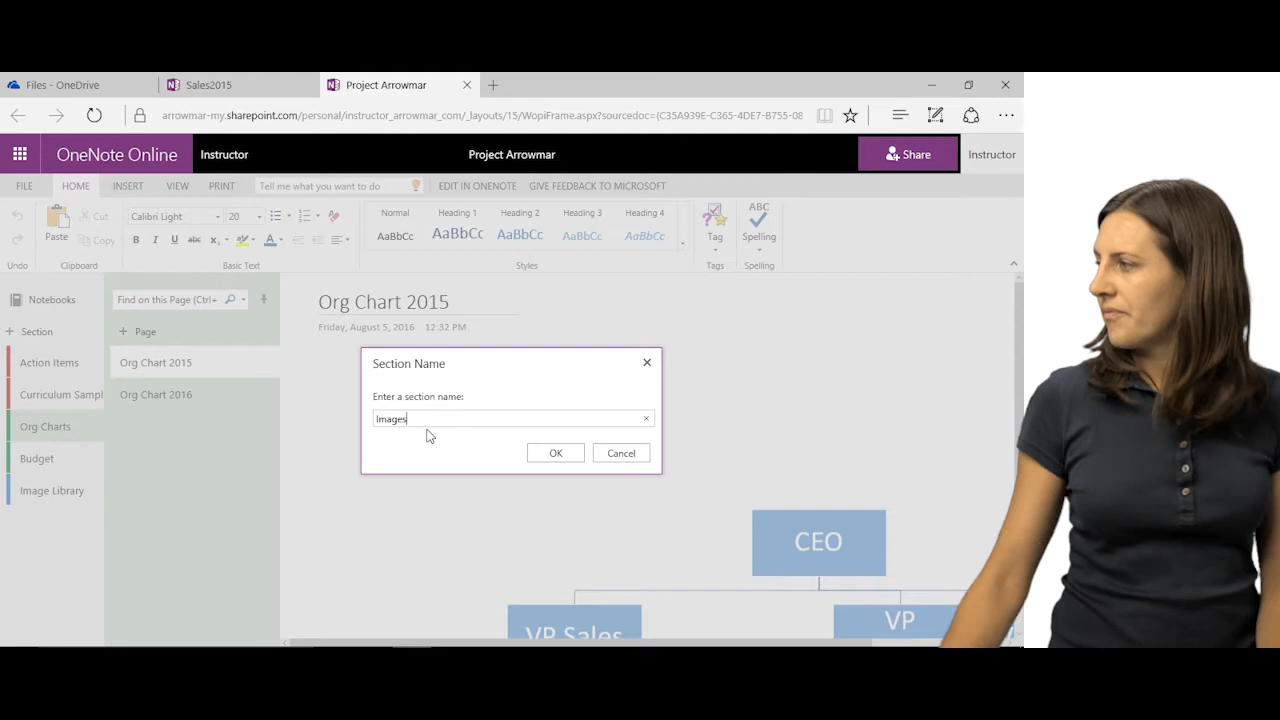 Files - OneDrive
Sales2015
Project Arrowmar
arrowmar-my.sharepoint.com/personal/instructor_arrowmar_com/_layouts/15/WopiFrame.aspx?sourcedoc={C35A939E-C365-4DE7-B755-08
OneNote Online
Instructor
Project Arrowmar
Share
Instructor
FILE
HOME
INSERT
VIEW
PRINT
Tell me what you want to do
EDIT IN ONENOTE
GIVE FEEDBACK TO MICROSOFT
Undo
Paste
Cut
Copy
Clipboard
Calibri Light
20
B I U abc x₂ ab A
Basic Text
Normal
AaBbCc
Heading 1
AaBbCc
Heading 2
AaBbCc
Heading 3
AaBbCc
Heading 4
AaBbCc
Styles
Tag
Tags
ABC
Spelling
Spelling
Notebooks
+ Section
Action Items
Curriculum Sampl
Org Charts
Budget
Image Library
Find on this Page (Ctrl+
+ Page
Org Chart 2015
Org Chart 2016
Org Chart 2015
Friday, August 5, 2016 12:32 PM
Section Name
Enter a section name:
Images
OK
Cancel
CEO
VP Sales
VP